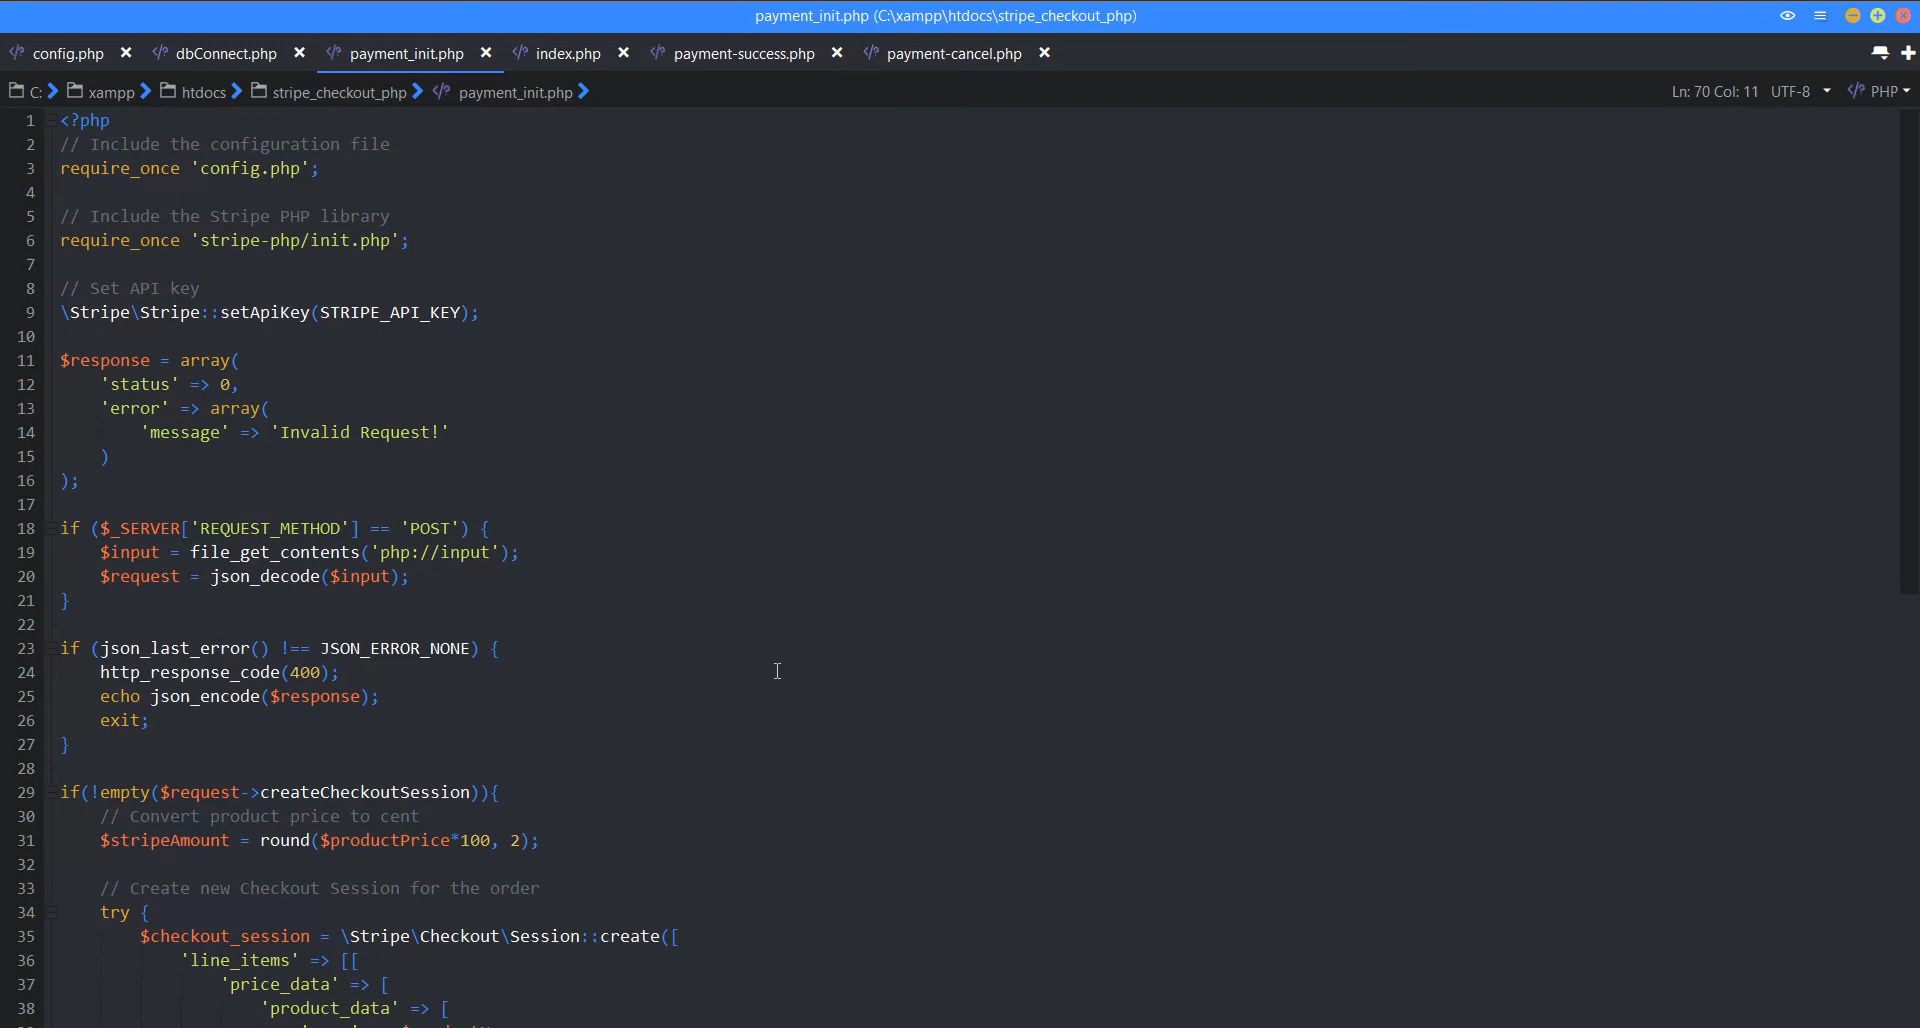 payment_init.php (C:\xampp\htdocs\stripe_checkout_php)
config.php dbConnect.php payment_init.php index.php payment-success.php payment-cancel.php
C: xampp htdocs stripe_checkout_php payment_init.php Ln: 70 Col: 11 UTF-8 PHP
1 <?php
2 // Include the configuration file
3 require_once 'config.php';
4
5 // Include the Stripe PHP library
6 require_once 'stripe-php/init.php';
7
8 // Set API key
9 \Stripe\Stripe::setApiKey(STRIPE_API_KEY);
10
11 $response = array(
12     'status' => 0,
13     'error' => array(
14         'message' => 'Invalid Request!'
15     )
16 );
17
18 if ($_SERVER['REQUEST_METHOD'] == 'POST') {
19     $input = file_get_contents('php://input');
20     $request = json_decode($input);
21 }
22
23 if (json_last_error() !== JSON_ERROR_NONE) {
24     http_response_code(400);
25     echo json_encode($response);
26     exit;
27 }
28
29 if(!empty($request->createCheckoutSession)){
30     // Convert product price to cent
31     $stripeAmount = round($productPrice*100, 2);
32
33     // Create new Checkout Session for the order
34     try {
35         $checkout_session = \Stripe\Checkout\Session::create([
36             'line_items' => [[
37                 'price_data' => [
38                     'product_data' => [